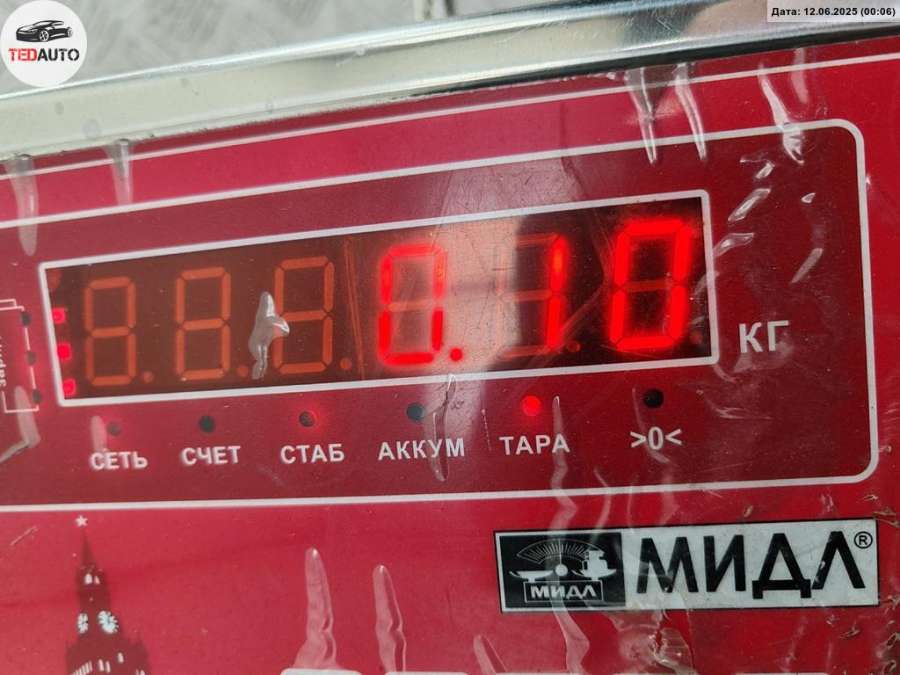 Дата: 12.06.2025 (00:06)
TEDAUTO
0.10
КГ
СЕТЬ СЧЕТ СТАБ АККУМ ТАРА >0<
МИДЛ®
МИДЛ